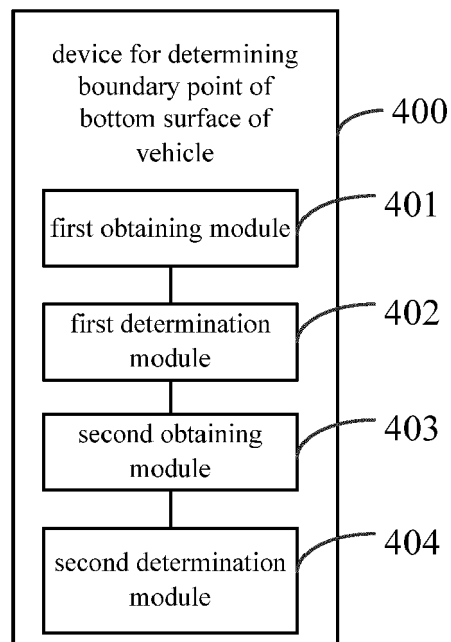 device for determining
boundary point of
bottom surface of
vehicle
400
first obtaining module
401
first determination
module
402
second obtaining
module
403
second determination
module
404